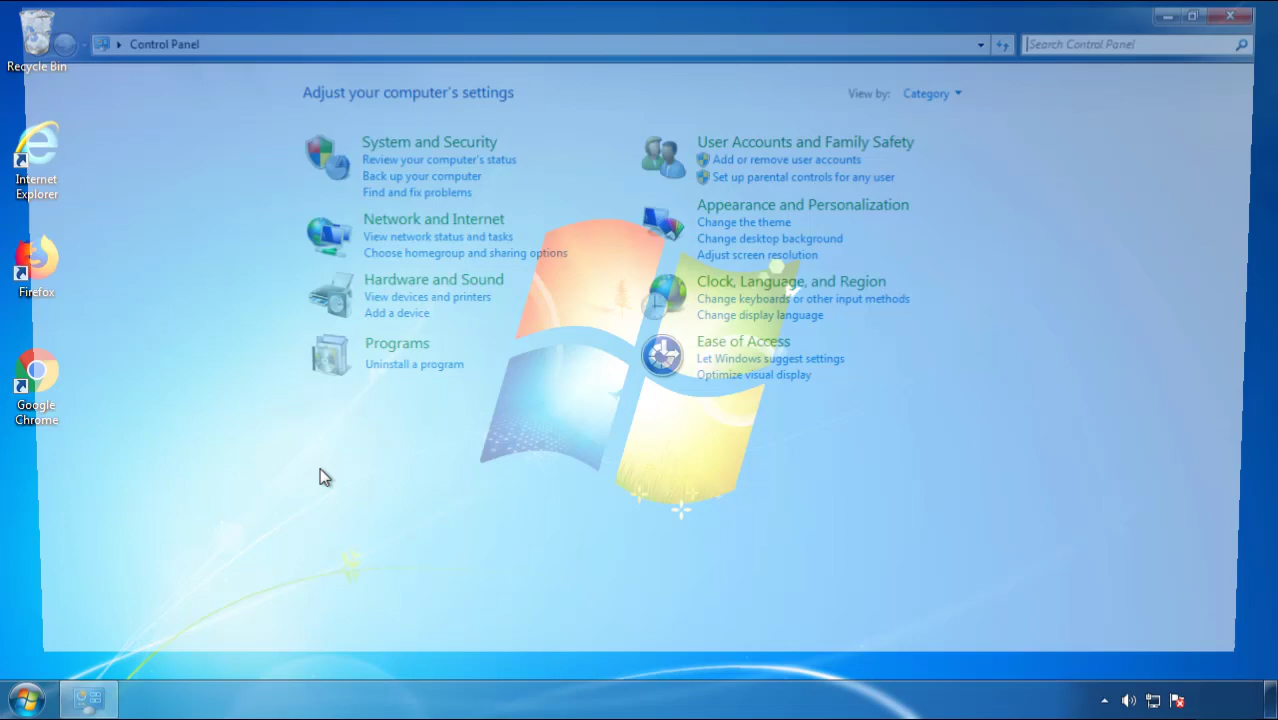 Recycle Bin
Internet
Explorer
Firefox
Google
Chrome
Control Panel
Search Control Panel
Adjust your computer's settings
View by: Category
System and Security
Review your computer's status
Back up your computer
Find and fix problems
Network and Internet
View network status and tasks
Choose homegroup and sharing options
Hardware and Sound
View devices and printers
Add a device
Programs
Uninstall a program
User Accounts and Family Safety
Add or remove user accounts
Set up parental controls for any user
Appearance and Personalization
Change the theme
Change desktop background
Adjust screen resolution
Clock, Language, and Region
Change keyboards or other input methods
Change display language
Ease of Access
Let Windows suggest settings
Optimize visual display